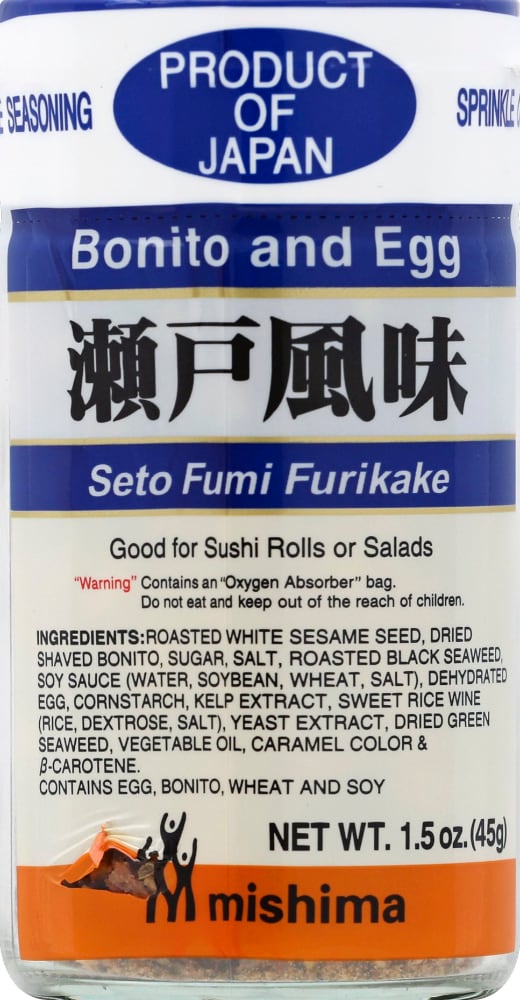 PRODUCT
OF
JAPAN
SEASONING
SPRINKLE
Bonito and Egg
瀬戸風味
Seto Fumi Furikake
Good for Sushi Rolls or Salads
"Warning" Contains an "Oxygen Absorber" bag.
Do not eat and keep out of the reach of children.
INGREDIENTS: ROASTED WHITE SESAME SEED, DRIED
SHAVED BONITO, SUGAR, SALT, ROASTED BLACK SEAWEED,
SOY SAUCE (WATER, SOYBEAN, WHEAT, SALT), DEHYDRATED
EGG, CORNSTARCH, KELP EXTRACT, SWEET RICE WINE
(RICE, DEXTROSE, SALT), YEAST EXTRACT, DRIED GREEN
SEAWEED, VEGETABLE OIL, CARAMEL COLOR &
β-CAROTENE.
CONTAINS EGG, BONITO, WHEAT AND SOY
NET WT. 1.5 oz. (45g)
mishima